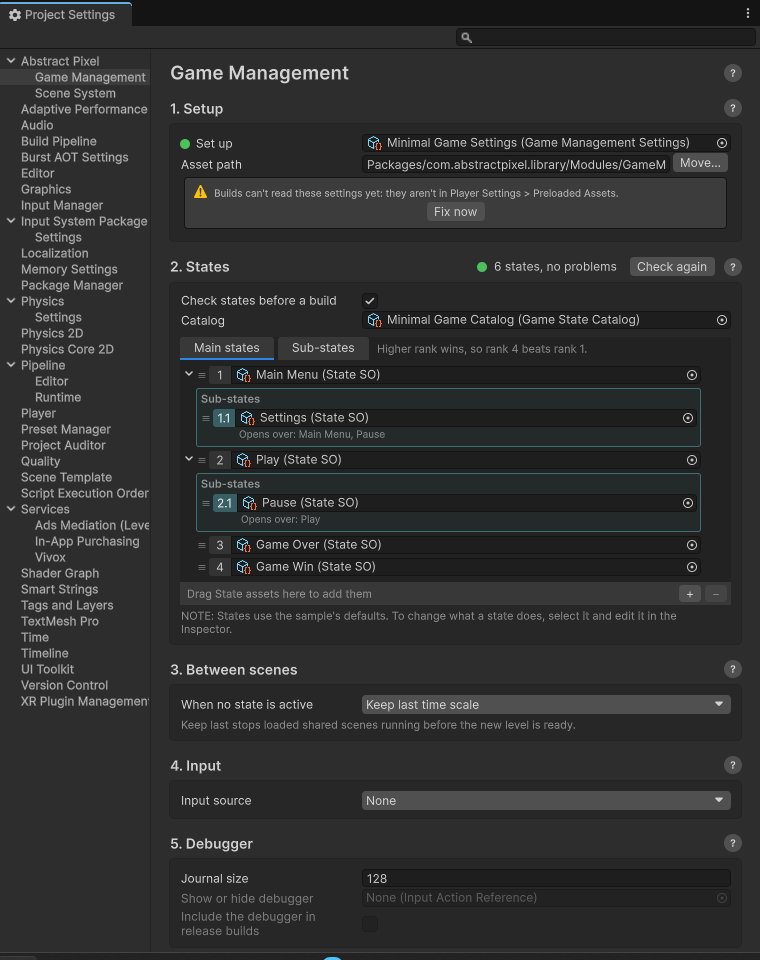 Project Settings
Abstract Pixel
Game Management
Scene System
Adaptive Performance
Audio
Build Pipeline
Burst AOT Settings
Editor
Graphics
Input Manager
Input System Package
Settings
Localization
Memory Settings
Package Manager
Physics
Settings
Physics 2D
Physics Core 2D
Pipeline
Editor
Runtime
Player
Preset Manager
Project Auditor
Quality
Scene Template
Script Execution Order
Services
Ads Mediation (Leve
In-App Purchasing
Vivox
Shader Graph
Smart Strings
Tags and Layers
TextMesh Pro
Time
Timeline
UI Toolkit
Version Control
XR Plugin Management
Game Management ?
1. Setup ?
Set up Minimal Game Settings (Game Management Settings)
Asset path Packages/com.abstractpixel.library/Modules/GameM Move...
Builds can't read these settings yet: they aren't in Player Settings > Preloaded Assets.
Fix now
2. States 6 states, no problems Check again ?
Check states before a build
Catalog Minimal Game Catalog (Game State Catalog)
Main states Sub-states Higher rank wins, so rank 4 beats rank 1.
1 Main Menu (State SO)
Sub-states
1.1 Settings (State SO)
Opens over: Main Menu, Pause
2 Play (State SO)
Sub-states
2.1 Pause (State SO)
Opens over: Play
3 Game Over (State SO)
4 Game Win (State SO)
Drag State assets here to add them + −
NOTE: States use the sample's defaults. To change what a state does, select it and edit it in the
Inspector.
3. Between scenes ?
When no state is active Keep last time scale
Keep last stops loaded shared scenes running before the new level is ready.
4. Input ?
Input source None
5. Debugger ?
Journal size 128
Show or hide debugger None (Input Action Reference)
Include the debugger in
release builds